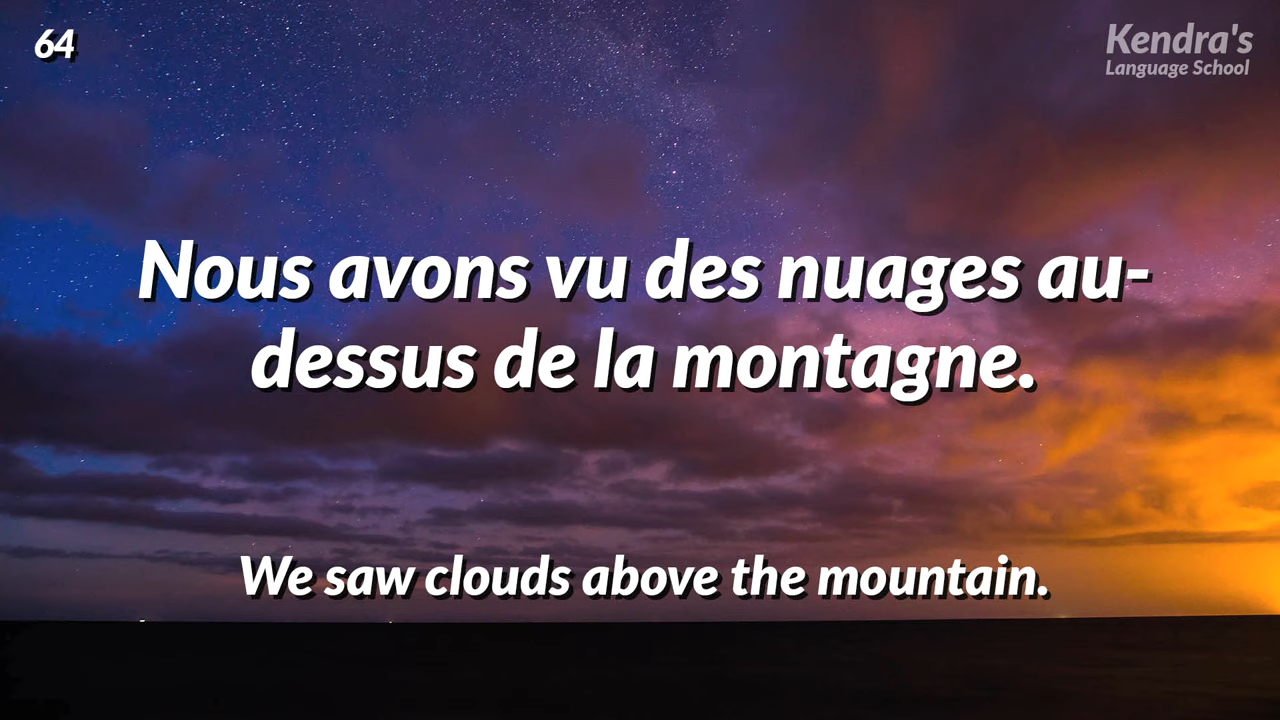 64
Kendra's
Language School
Nous avons vu des nuages au-
dessus de la montagne.
We saw clouds above the mountain.